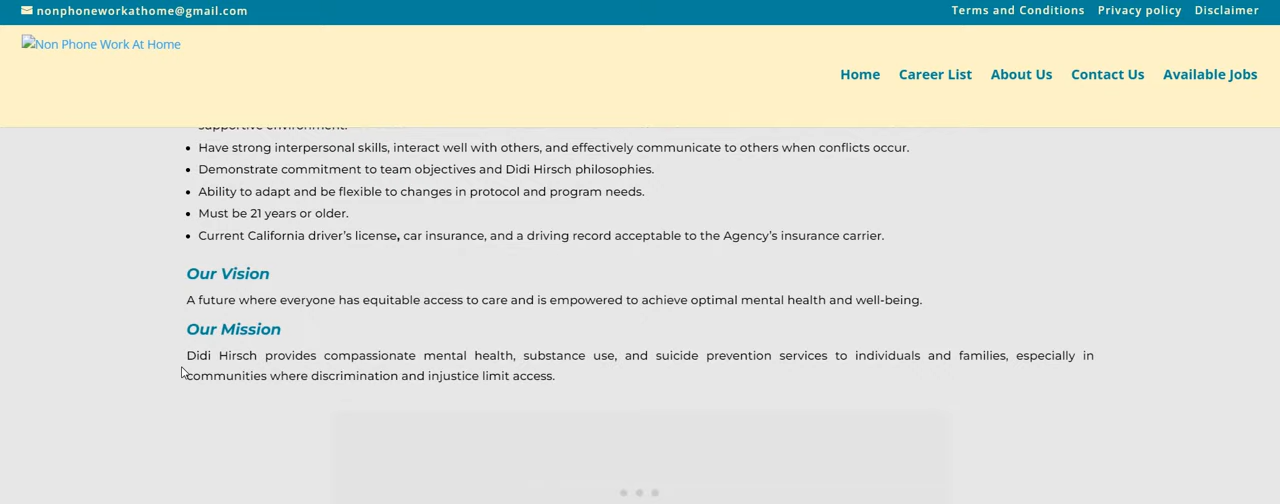 nonphoneworkathome@gmail.com
Terms and Conditions Privacy policy Disclaimer
Non Phone Work At Home
Home Career List About Us Contact Us Available Jobs
supportive environment.
Have strong interpersonal skills, interact well with others, and effectively communicate to others when conflicts occur.
Demonstrate commitment to team objectives and Didi Hirsch philosophies.
Ability to adapt and be flexible to changes in protocol and program needs.
Must be 21 years or older.
Current California driver’s license, car insurance, and a driving record acceptable to the Agency’s insurance carrier.
Our Vision
A future where everyone has equitable access to care and is empowered to achieve optimal mental health and well-being.
Our Mission
Didi Hirsch provides compassionate mental health, substance use, and suicide prevention services to individuals and families, especially in
communities where discrimination and injustice limit access.